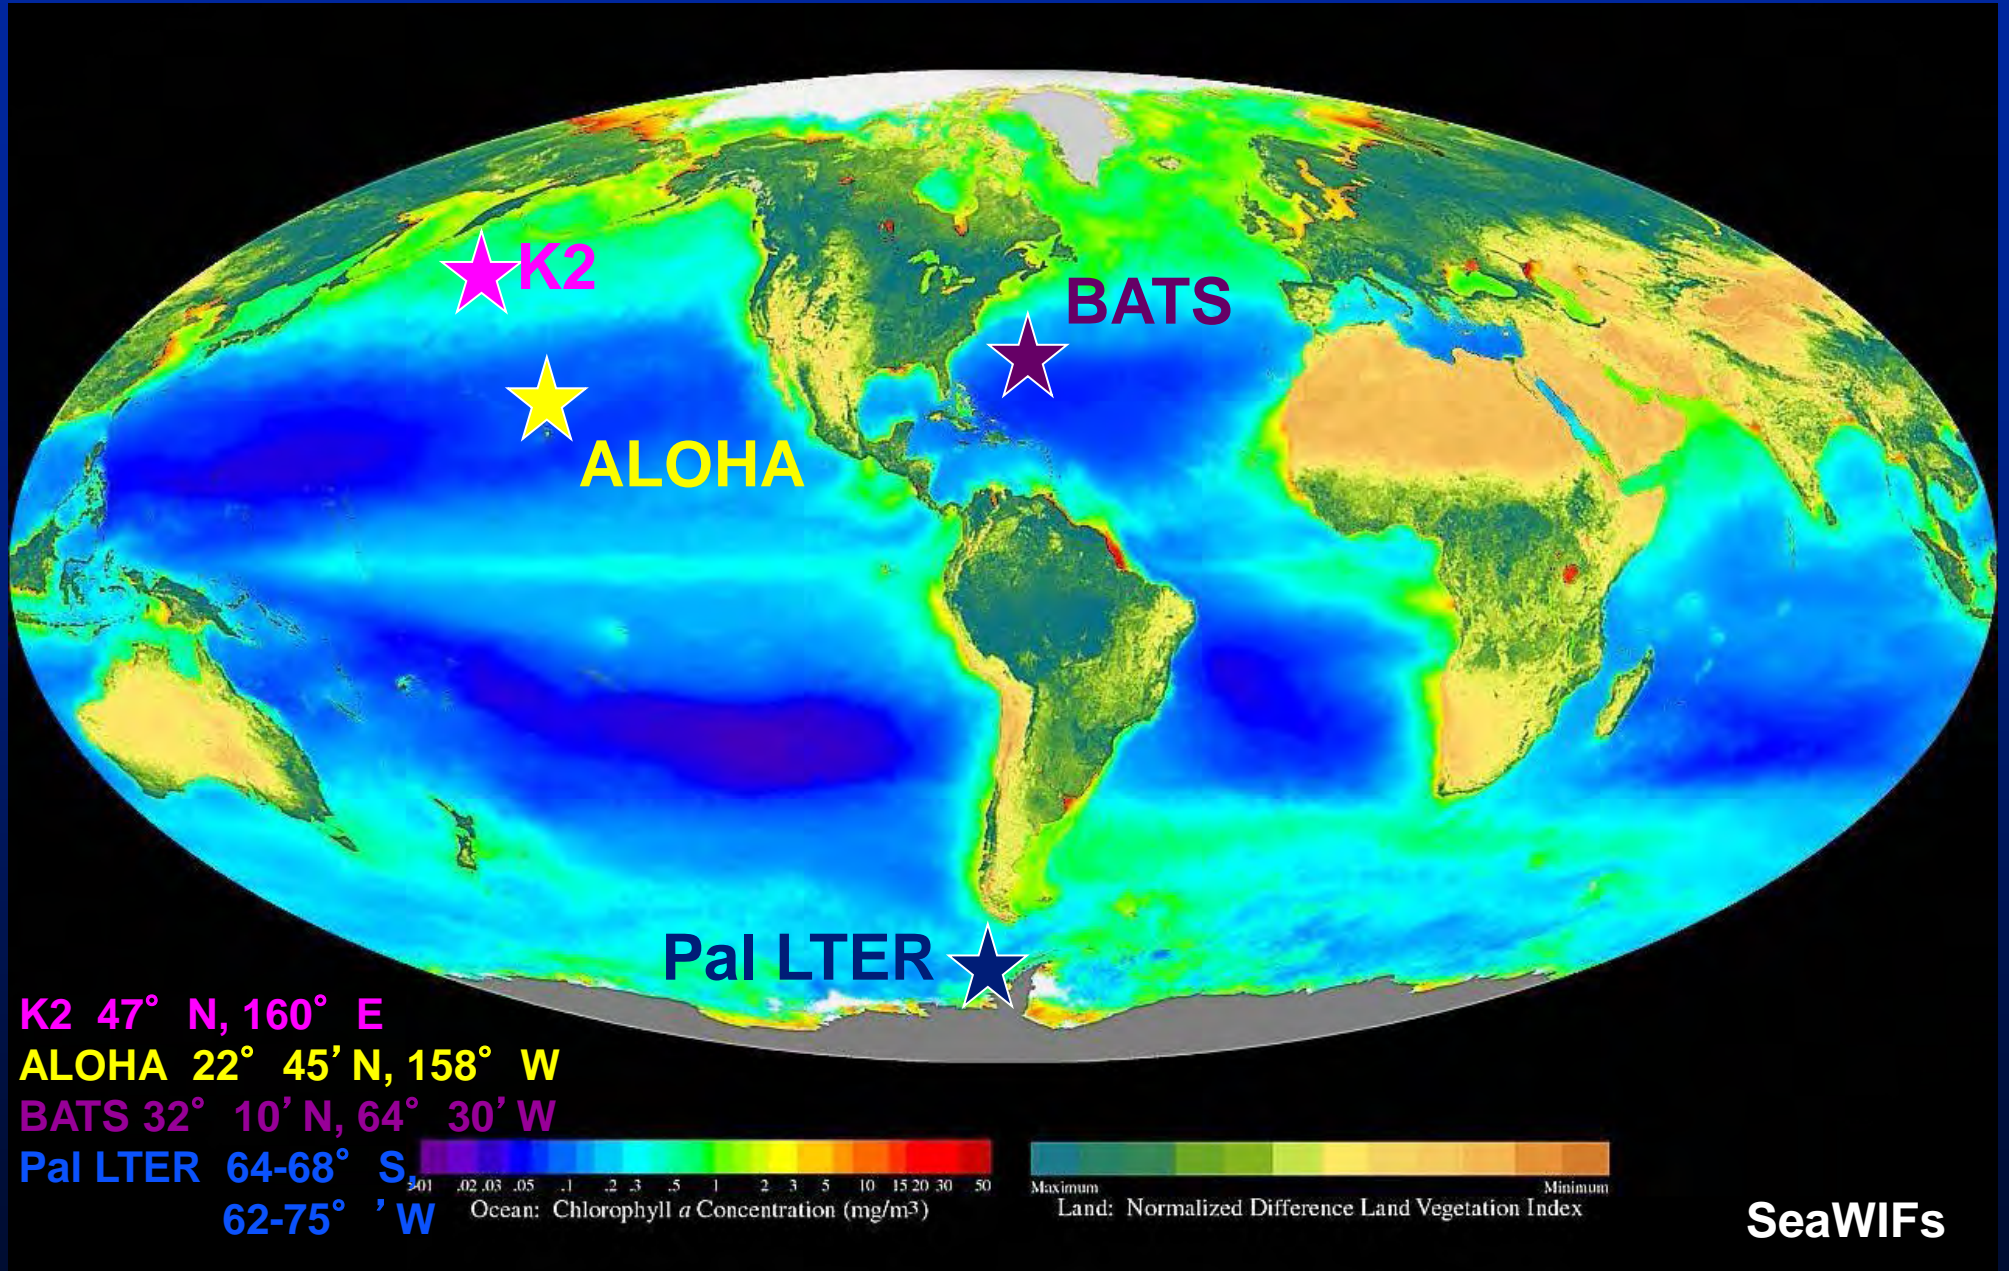 K2
BATS
ALOHA
Pal LTER
K2 47° N, 160° E
ALOHA 22° 45’ N, 158° W
BATS 32° 10’ N, 64° 30’ W
Pal LTER 64-68° S,
62-75° ’ W
>01 .02 .03 .05 .1 .2 .3 .5 1 2 3 5 10 15 20 30 50
Ocean: Chlorophyll a Concentration (mg/m3)
Maximum Minimum
Land: Normalized Difference Land Vegetation Index
SeaWIFs